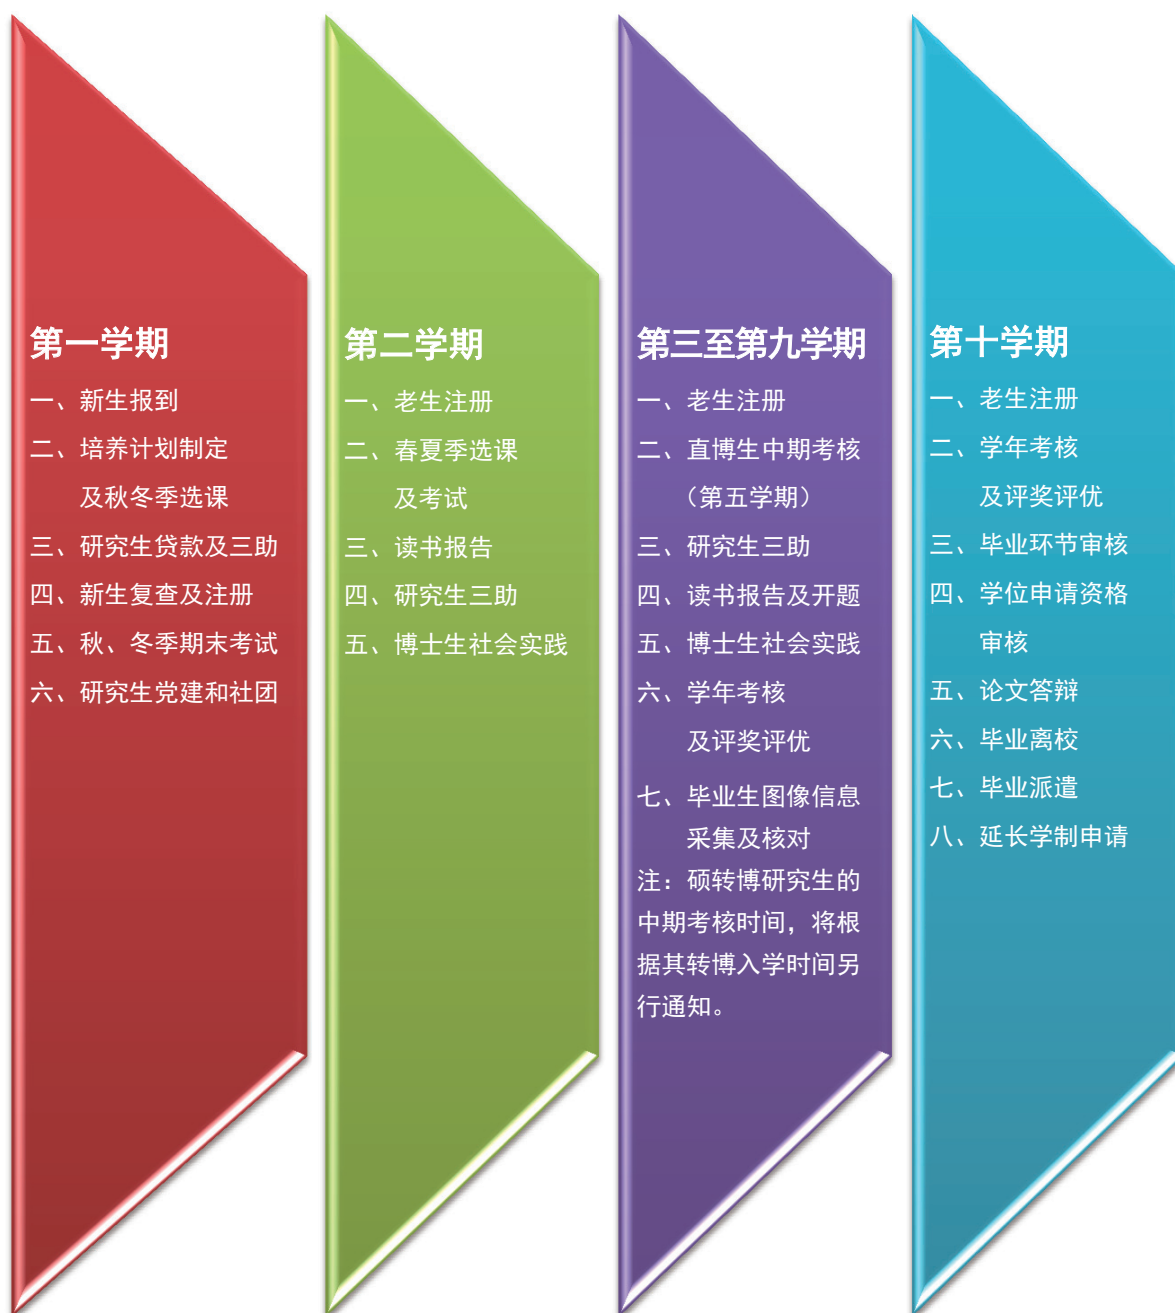 第一学期
一、新生报到
二、培养计划制定
及秋冬季选课
三、研究生贷款及三助
四、新生复查及注册
五、秋、冬季期末考试
六、研究生党建和社团
第二学期
一、老生注册
二、春夏季选课
及考试
三、读书报告
四、研究生三助
五、博士生社会实践
第三至第九学期
一、老生注册
二、直博生中期考核
（第五学期）
三、研究生三助
四、读书报告及开题
五、博士生社会实践
六、学年考核
及评奖评优
七、毕业生图像信息
采集及核对
注：硕转博研究生的
中期考核时间，将根
据其转博入学时间另
行通知。
第十学期
一、老生注册
二、学年考核
及评奖评优
三、毕业环节审核
四、学位申请资格
审核
五、论文答辩
六、毕业离校
七、毕业派遣
八、延长学制申请